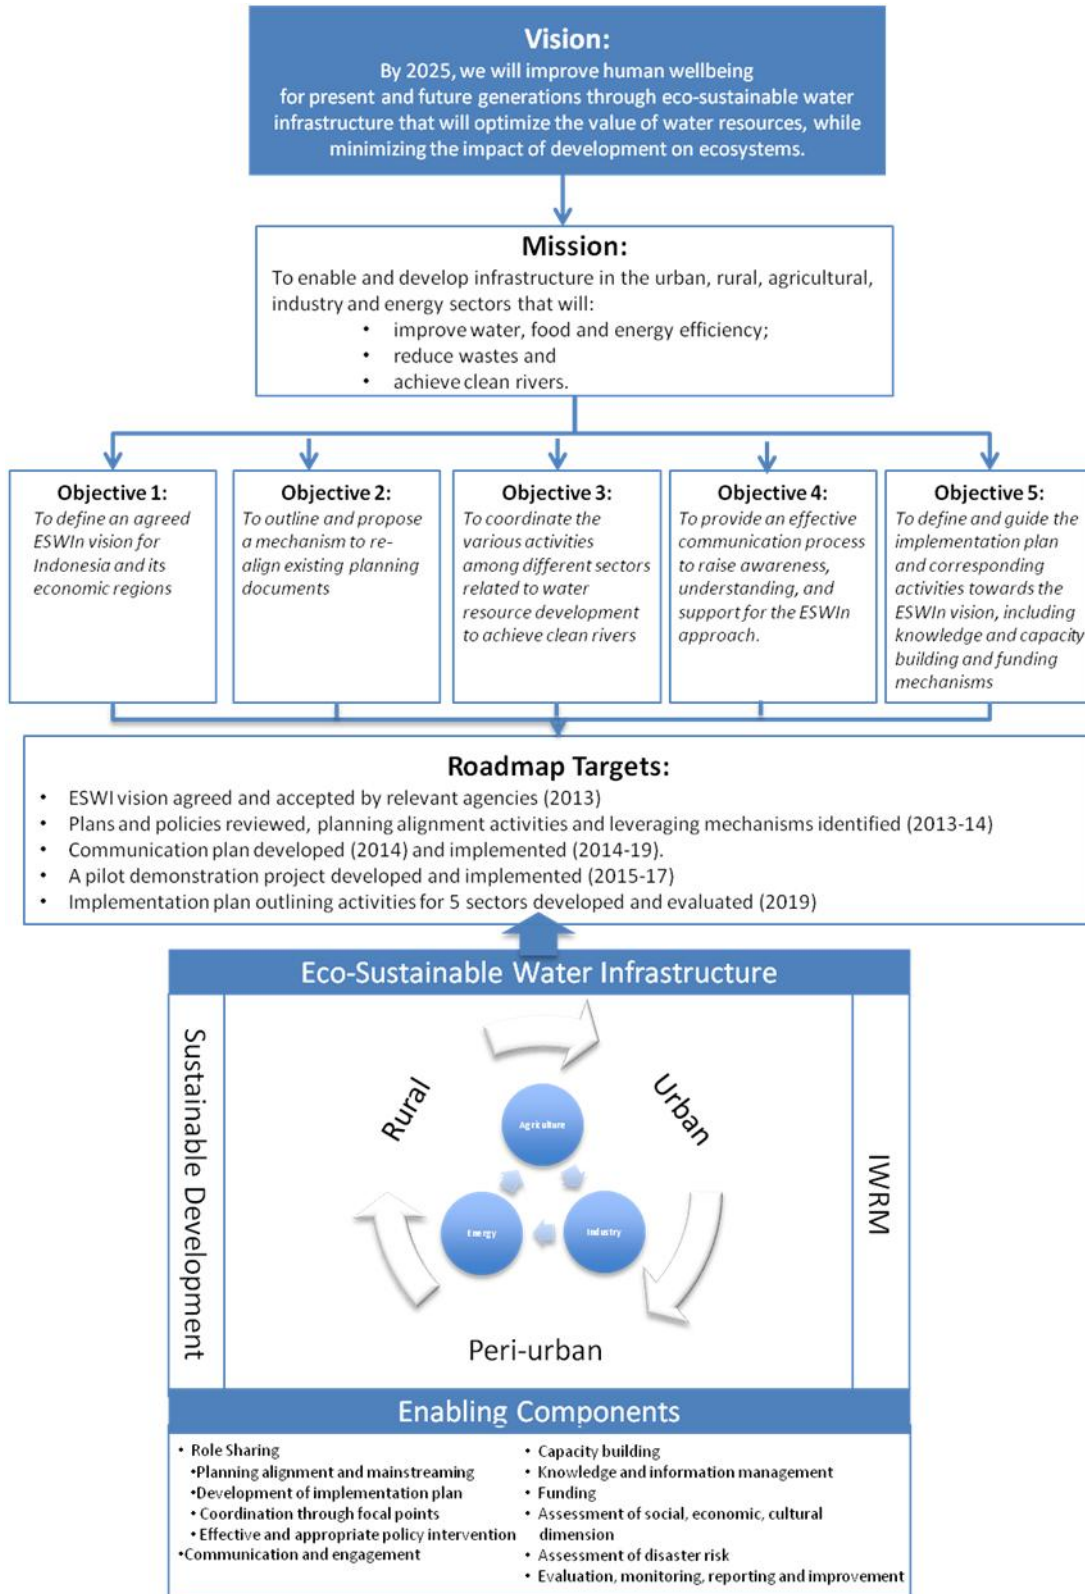 Vision:
By 2025, we will improve human wellbeing
for present and future generations through eco-sustainable water
infrastructure that will optimize the value of water resources, while
minimizing the impact of development on ecosystems.
Mission:
To enable and develop infrastructure in the urban, rural, agricultural,
industry and energy sectors that will:
• improve water, food and energy efficiency;
• reduce wastes and
• achieve clean rivers.
Objective 1:
To define an agreed
ESWIn vision for
Indonesia and its
economic regions
Objective 2:
To outline and propose
a mechanism to re-
align existing planning
documents
Objective 3:
To coordinate the
various activities
among different sectors
related to water
resource development
to achieve clean rivers
Objective 4:
To provide an effective
communication process
to raise awareness,
understanding, and
support for the ESWIn
approach.
Objective 5:
To define and guide the
implementation plan
and corresponding
activities towards the
ESWIn vision, including
knowledge and capacity
building and funding
mechanisms
Roadmap Targets:
• ESWI vision agreed and accepted by relevant agencies (2013)
• Plans and policies reviewed, planning alignment activities and leveraging mechanisms identified (2013-14)
• Communication plan developed (2014) and implemented (2014-19).
• A pilot demonstration project developed and implemented (2015-17)
• Implementation plan outlining activities for 5 sectors developed and evaluated (2019)
Eco-Sustainable Water Infrastructure
Sustainable Development
Rural
Urban
Agriculture
Energy
Industry
Peri-urban
IWRM
Enabling Components
• Role Sharing
•Planning alignment and mainstreaming
•Development of implementation plan
• Coordination through focal points
• Effective and appropriate policy intervention
•Communication and engagement
• Capacity building
• Knowledge and information management
• Funding
• Assessment of social, economic, cultural
dimension
• Assessment of disaster risk
• Evaluation, monitoring, reporting and improvement